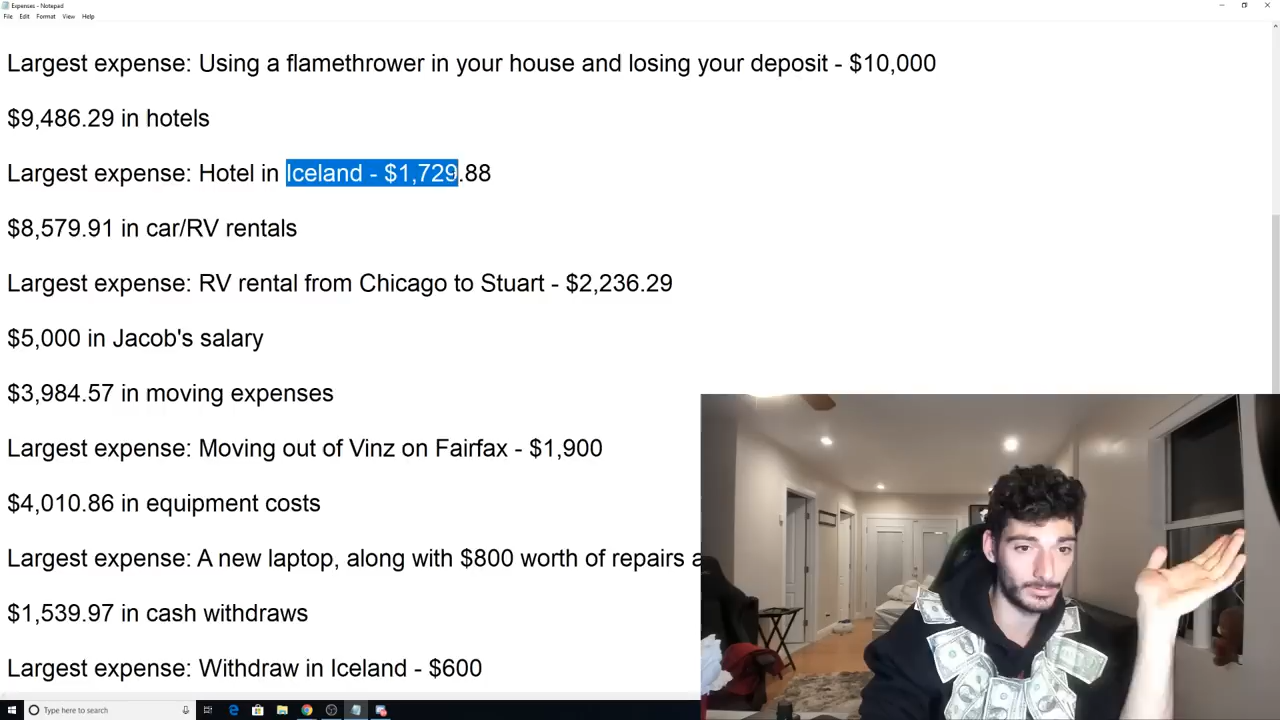 Expenses - Notepad
File Edit Format View Help
Largest expense: Using a flamethrower in your house and losing your deposit - $10,000
$9,486.29 in hotels
Largest expense: Hotel in Iceland - $1,729.88
$8,579.91 in car/RV rentals
Largest expense: RV rental from Chicago to Stuart - $2,236.29
$5,000 in Jacob's salary
$3,984.57 in moving expenses
Largest expense: Moving out of Vinz on Fairfax - $1,900
$4,010.86 in equipment costs
Largest expense: A new laptop, along with $800 worth of repairs
$1,539.97 in cash withdraws
Largest expense: Withdraw in Iceland - $600
Type here to search